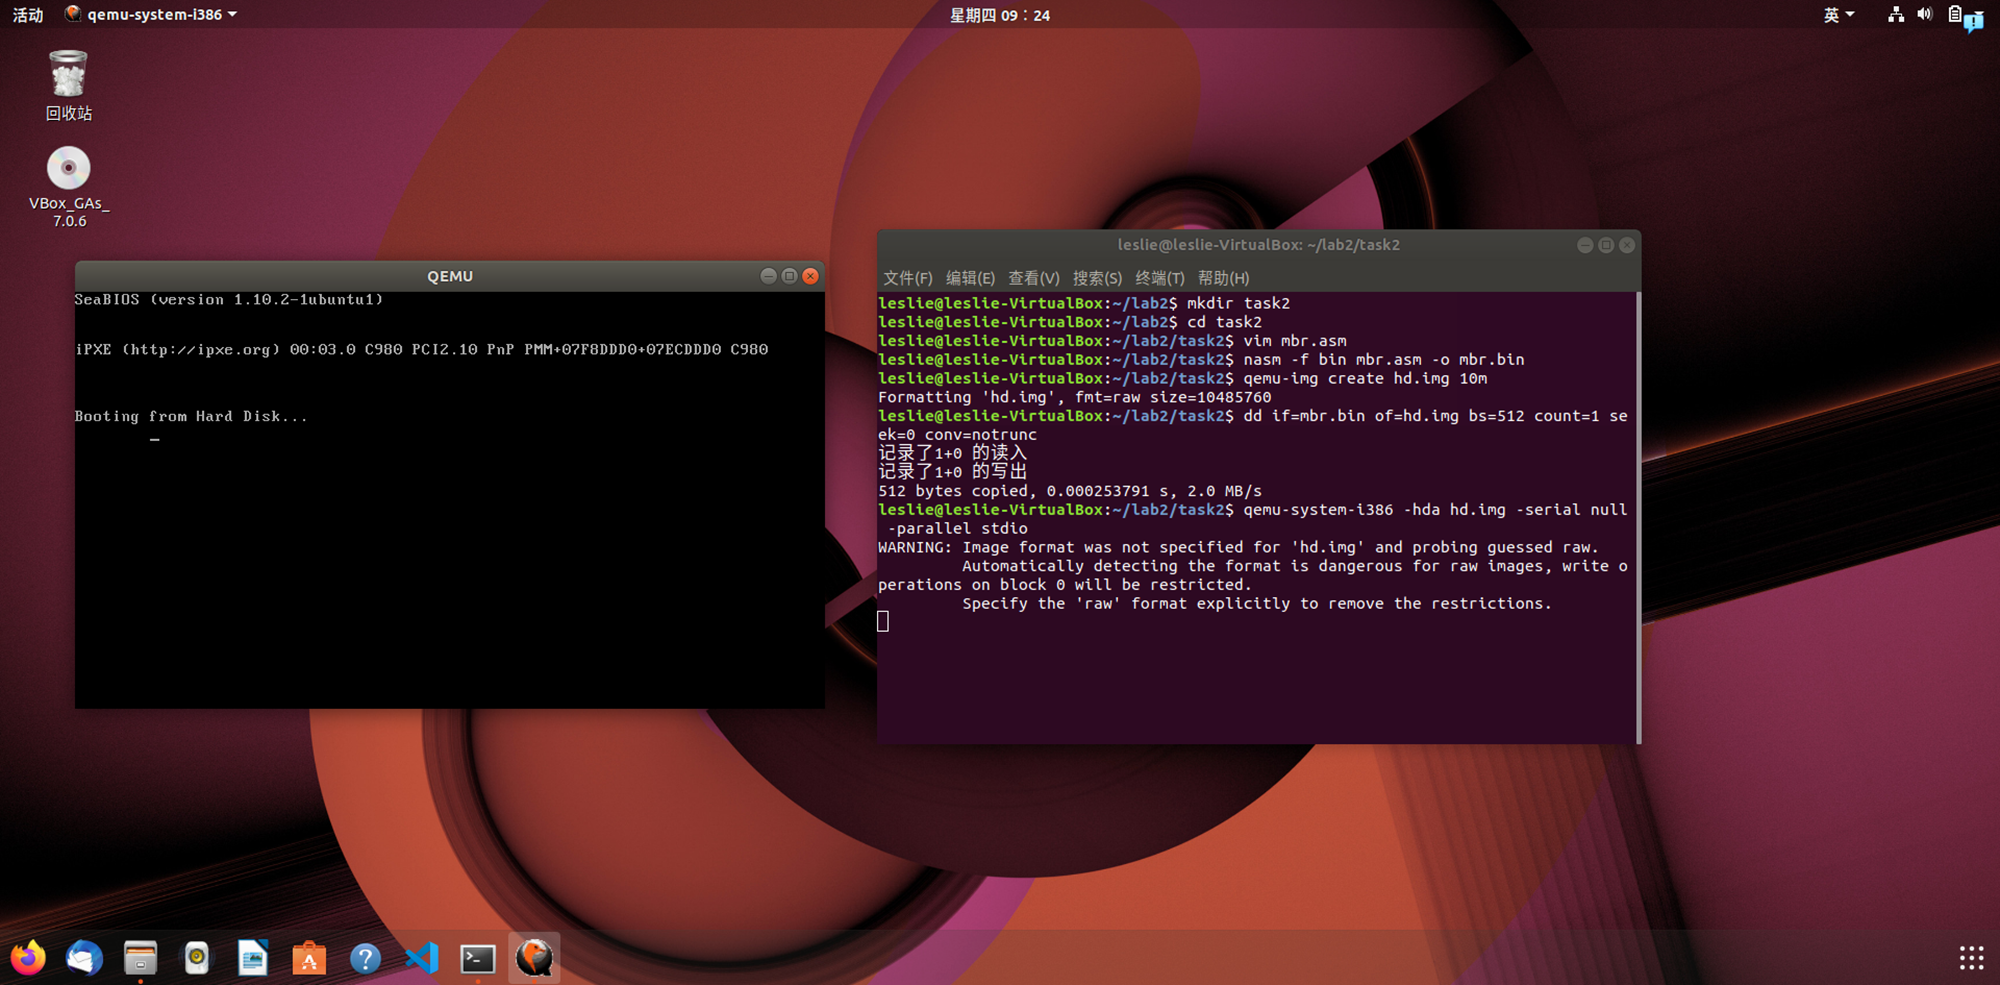 活动 qemu-system-i386 星期四 09：24 英
回收站
VBox_GAs_
7.0.6
QEMU
SeaBIOS (version 1.10.2-1ubuntu1)
iPXE (http://ipxe.org) 00:03.0 C980 PCI2.10 PnP PMM+07F8DDD0+07ECDDD0 C980
Booting from Hard Disk...
leslie@leslie-VirtualBox: ~/lab2/task2
文件(F) 编辑(E) 查看(V) 搜索(S) 终端(T) 帮助(H)
leslie@leslie-VirtualBox:~/lab2$ mkdir task2
leslie@leslie-VirtualBox:~/lab2$ cd task2
leslie@leslie-VirtualBox:~/lab2/task2$ vim mbr.asm
leslie@leslie-VirtualBox:~/lab2/task2$ nasm -f bin mbr.asm -o mbr.bin
leslie@leslie-VirtualBox:~/lab2/task2$ qemu-img create hd.img 10m
Formatting 'hd.img', fmt=raw size=10485760
leslie@leslie-VirtualBox:~/lab2/task2$ dd if=mbr.bin of=hd.img bs=512 count=1 se
ek=0 conv=notrunc
记录了1+0 的读入
记录了1+0 的写出
512 bytes copied, 0.000253791 s, 2.0 MB/s
leslie@leslie-VirtualBox:~/lab2/task2$ qemu-system-i386 -hda hd.img -serial null
 -parallel stdio
WARNING: Image format was not specified for 'hd.img' and probing guessed raw.
         Automatically detecting the format is dangerous for raw images, write o
perations on block 0 will be restricted.
         Specify the 'raw' format explicitly to remove the restrictions.